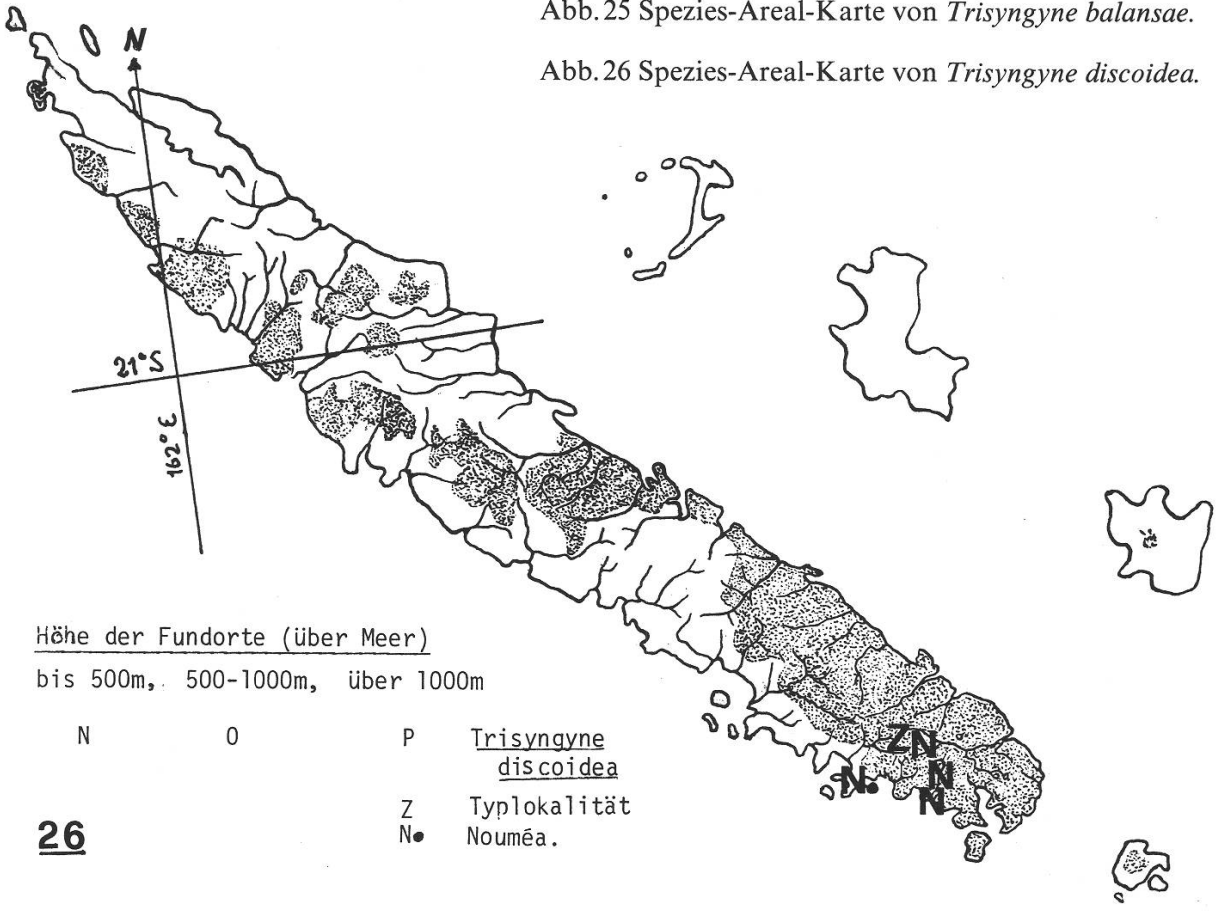 Abb. 25 Spezies-Areal-Karte von Trisyngyne balansae.
Abb. 26 Spezies-Areal-Karte von Trisyngyne discoidea.
N
21°S
162°E
Höhe der Fundorte (über Meer)
bis 500m, 500-1000m, über 1000m
N O P Trisyngyne
discoidea
Z Typlokalität
N● Nouméa.
Z N
N
N
N●
26